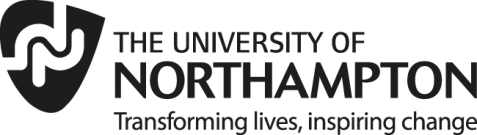 THE UNIVERSITY OF
NORTHAMPTON
Transforming lives, inspiring change